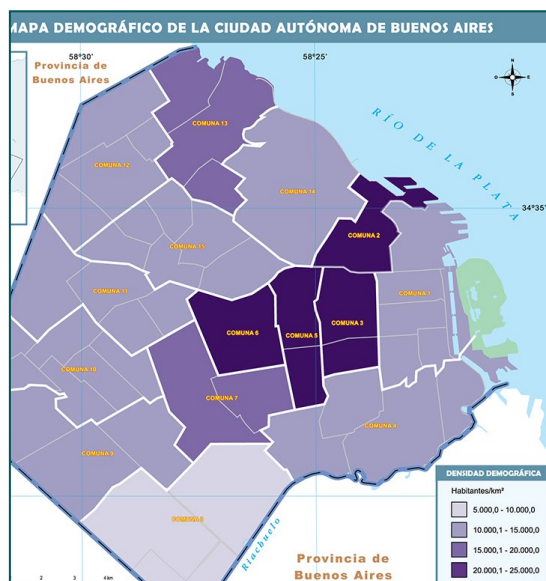 MAPA DEMOGRÁFICO DE LA CIUDAD AUTÓNOMA DE BUENOS AIRES
58°30'
58°25'
Provincia de
Buenos Aires
N
O
E
S
COMUNA 13
RÍO DE LA PLATA
COMUNA 12
COMUNA 14
34°35'
COMUNA 2
COMUNA 15
COMUNA 11
COMUNA 1
COMUNA 6
COMUNA 5
COMUNA 3
COMUNA 10
COMUNA 7
COMUNA 4
COMUNA 9
COMUNA 8
Riachuelo
DENSIDAD DEMOGRÁFICA
Habitantes/km²
5.000,0 - 10.000,0
10.000,1 - 15.000,0
15.000,1 - 20.000,0
20.000,1 - 25.000,0
Provincia de
Buenos Aires
2 3 4 km